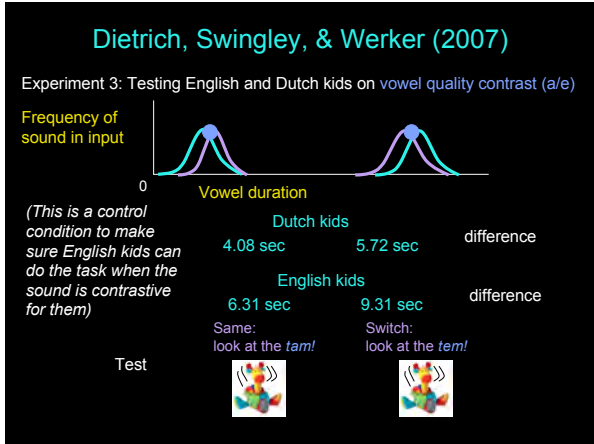 Dietrich, Swingley, & Werker (2007)
Experiment 3: Testing English and Dutch kids on vowel quality contrast (a/e)
Frequency of
sound in input
0
Vowel duration
(This is a control
condition to make
sure English kids can
do the task when the
sound is contrastive
for them)
Dutch kids
4.08 sec 5.72 sec difference
English kids
6.31 sec 9.31 sec difference
Same:
look at the tam!
Switch:
look at the tem!
Test